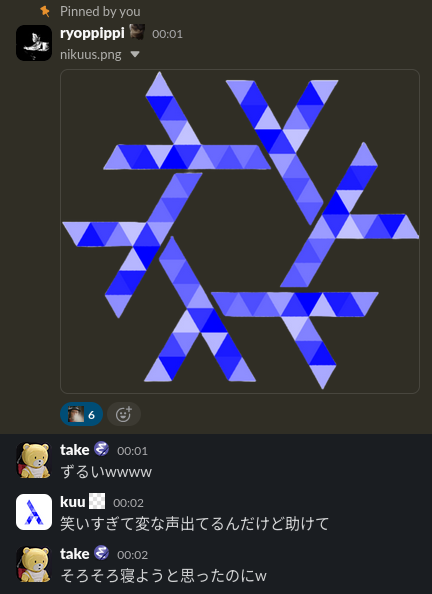 Pinned by you
ryoppippi 00:01
nikuus.png
6
take 00:01
ずるいwwww
kuu 00:02
笑いすぎて変な声出てるんだけど助けて
take 00:02
そろそろ寝ようと思ったのにw